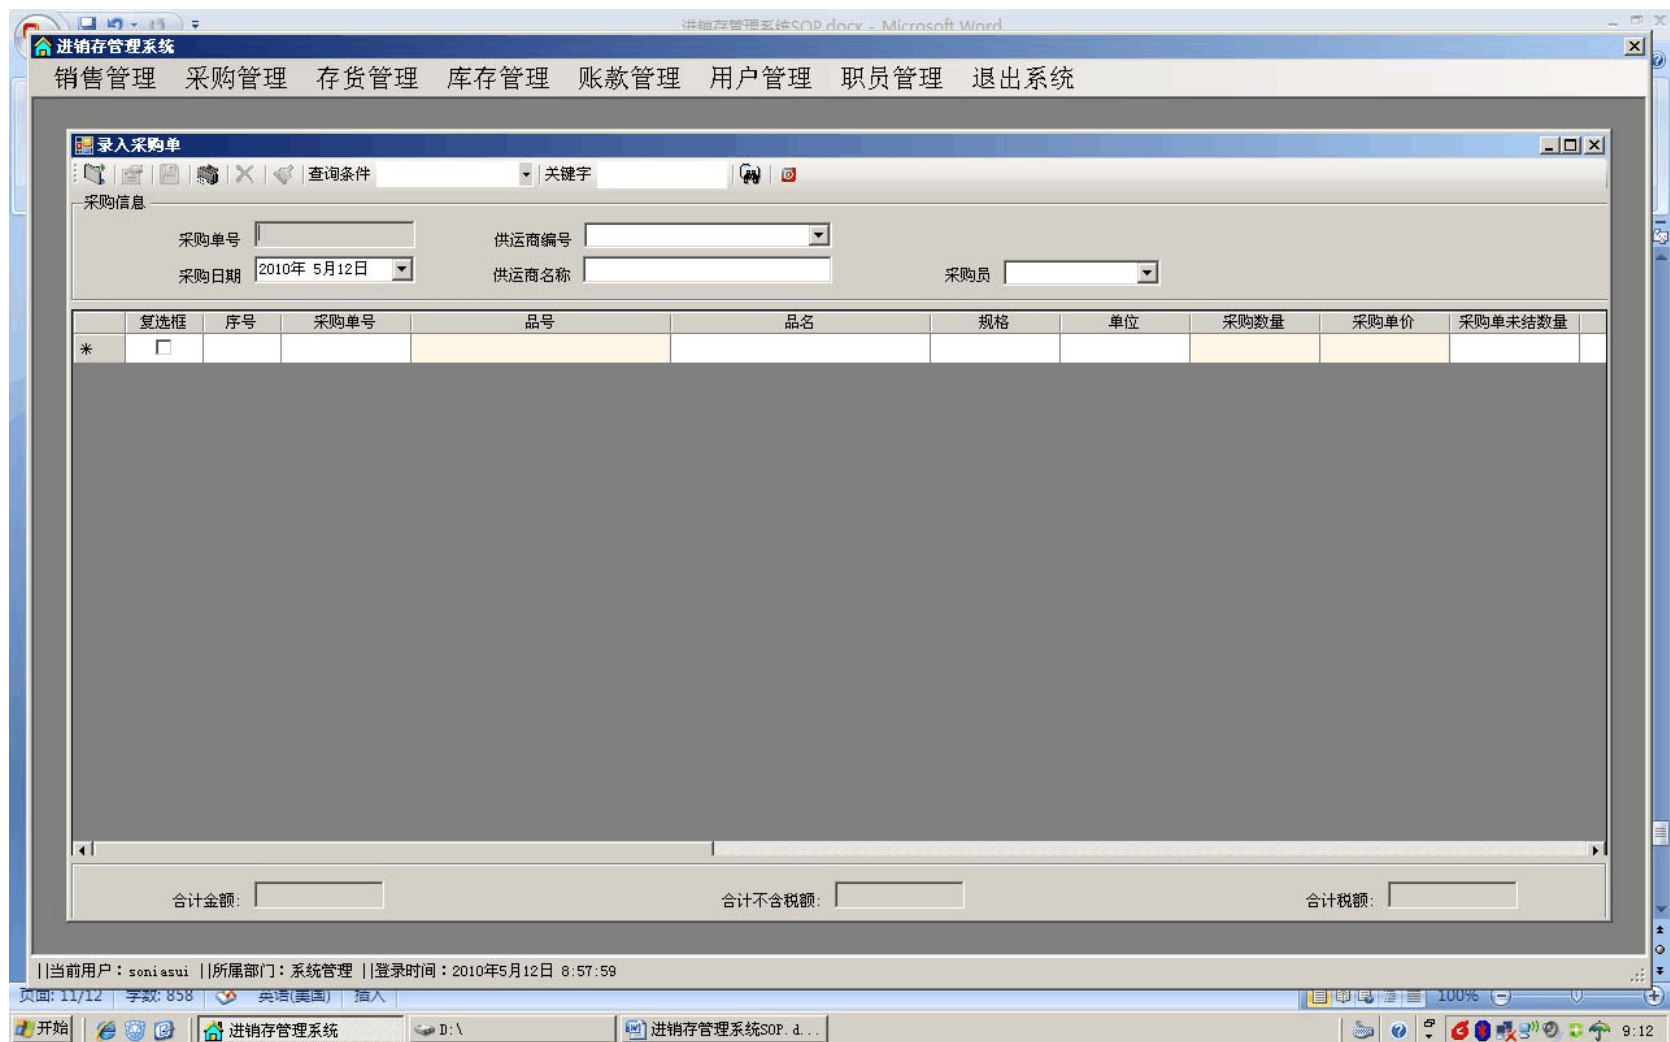 进销存管理系统SOP.docx - Microsoft Word
进销存管理系统
销售管理 采购管理 存货管理 库存管理 账款管理 用户管理 职员管理 退出系统
录入采购单
查询条件 关键字
采购信息
采购单号 供运商编号
采购日期 2010年 5月12日 供运商名称 采购员
复选框 序号 采购单号 品号 品名 规格 单位 采购数量 采购单价 采购单未结数量
*
合计金额: 合计不含税额: 合计税额:
||当前用户：soniasui ||所属部门：系统管理 ||登录时间：2010年5月12日 8:57:59
页面: 11/12 字数: 858 英语(美国) 插入 100%
开始 进销存管理系统 D:\ 进销存管理系统SOP.d... 9:12